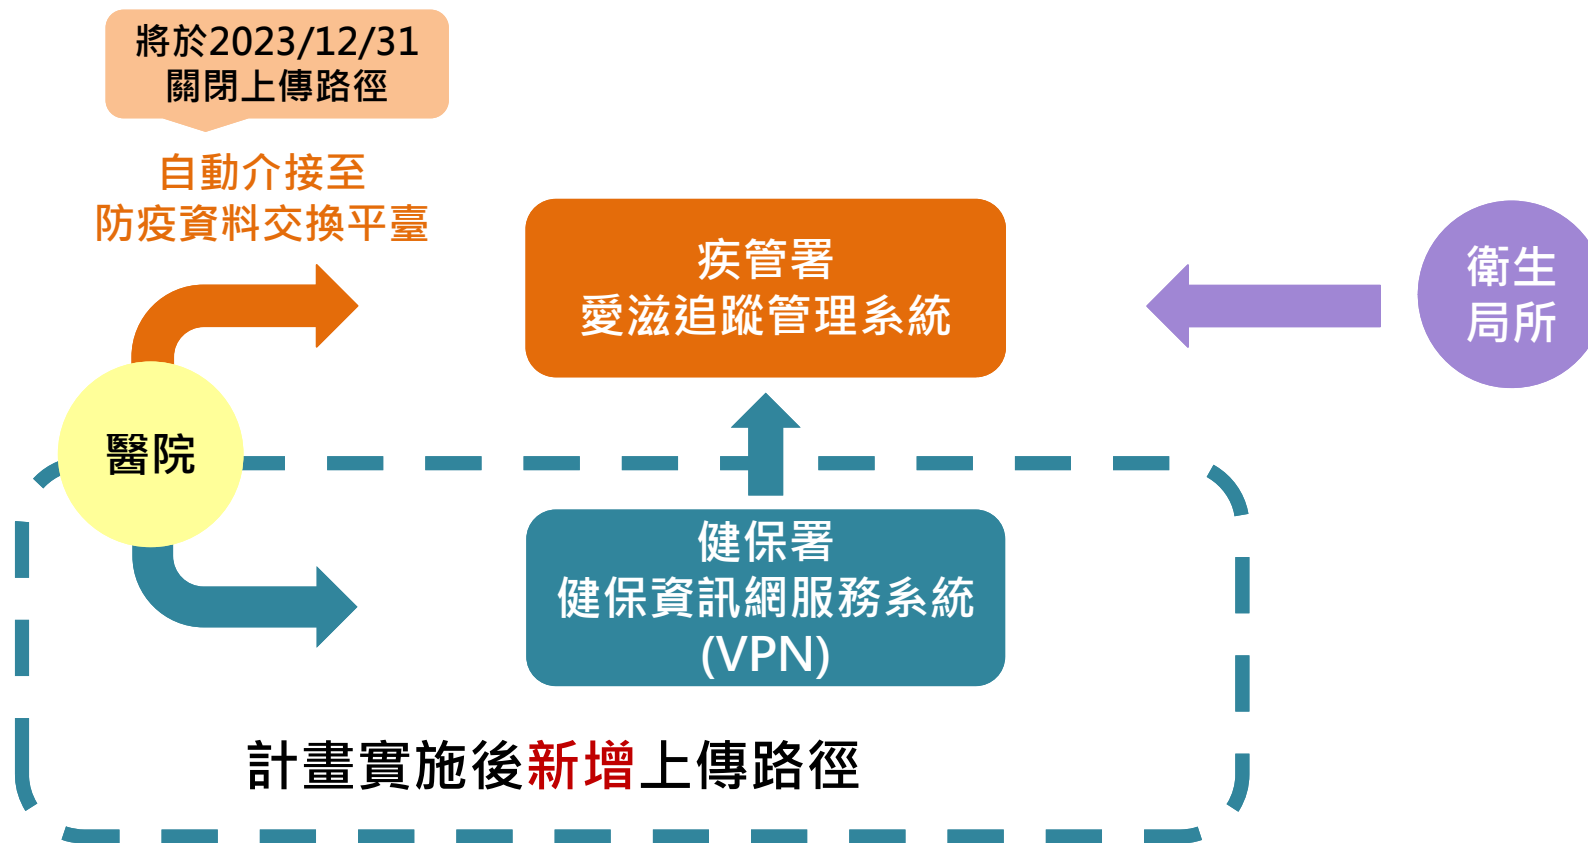 將於2023/12/31
關閉上傳路徑
自動介接至
防疫資料交換平臺
疾管署
愛滋追蹤管理系統
衛生
局所
醫院
健保署
健保資訊網服務系統
(VPN)
計畫實施後新增上傳路徑